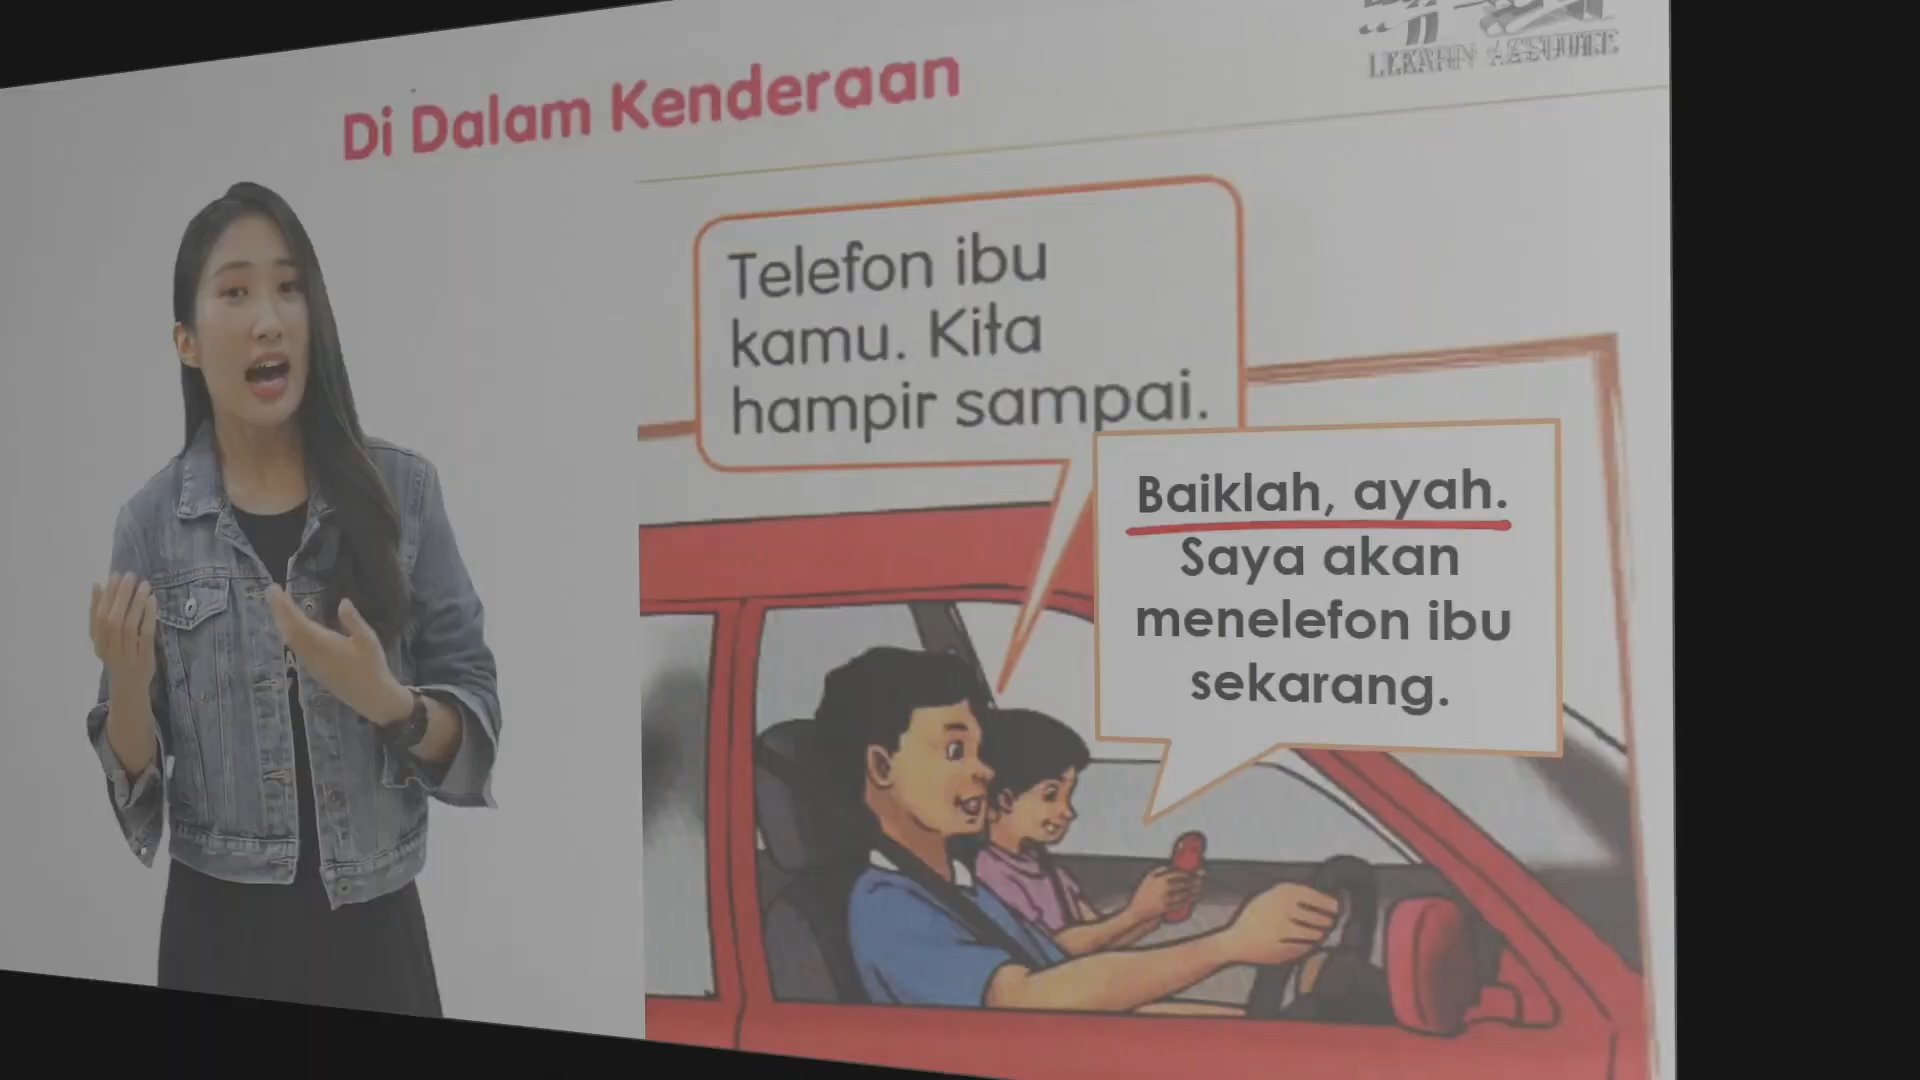 Di Dalam Kenderaan
Telefon ibu
kamu. Kita
hampir sampai.
Baiklah, ayah.
Saya akan
menelefon ibu
sekarang.